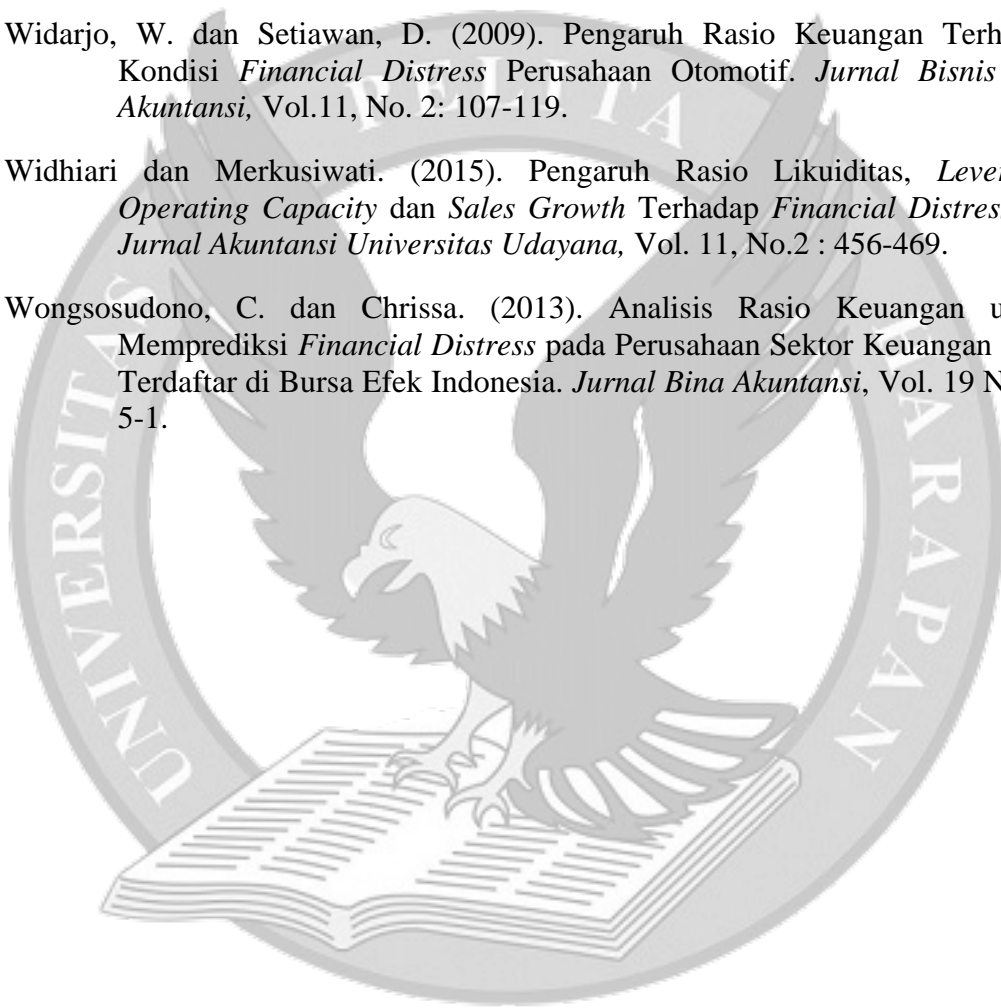 Widarjo, W. dan Setiawan, D. (2009). Pengaruh Rasio Keuangan Terh
Kondisi Financial Distress Perusahaan Otomotif. Jurnal Bisnis
Akuntansi, Vol.11, No. 2: 107-119.
Widhiari dan Merkusiwati. (2015). Pengaruh Rasio Likuiditas, Lever
Operating Capacity dan Sales Growth Terhadap Financial Distres
Jurnal Akuntansi Universitas Udayana, Vol. 11, No.2 : 456-469.
Wongsosudono, C. dan Chrissa. (2013). Analisis Rasio Keuangan u
Memprediksi Financial Distress pada Perusahaan Sektor Keuangan
Terdaftar di Bursa Efek Indonesia. Jurnal Bina Akuntansi, Vol. 19 N
5-1.
UNIVERSITAS PELITA HARAPAN